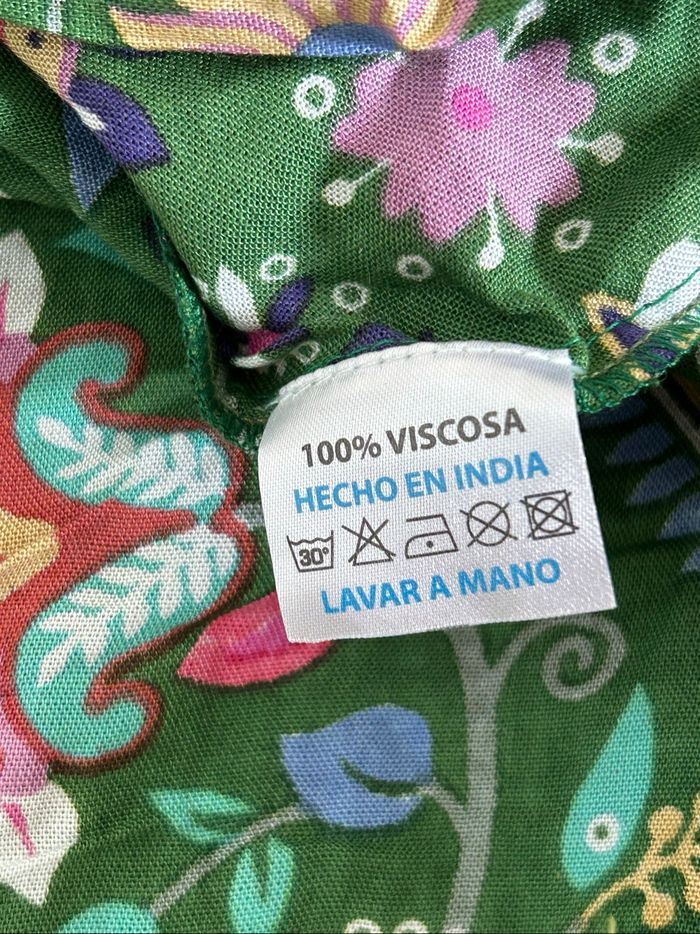 100% VISCOSA
HECHO EN INDIA
30°
LAVAR A MANO